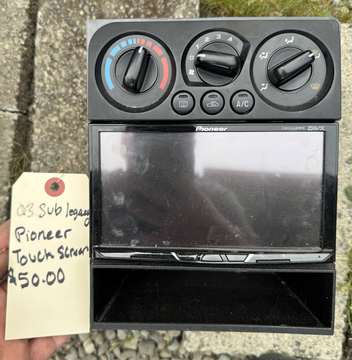 A
A/C
Pioneer
03 Sub legacy
Pioneer
Touch Screen
$50.00